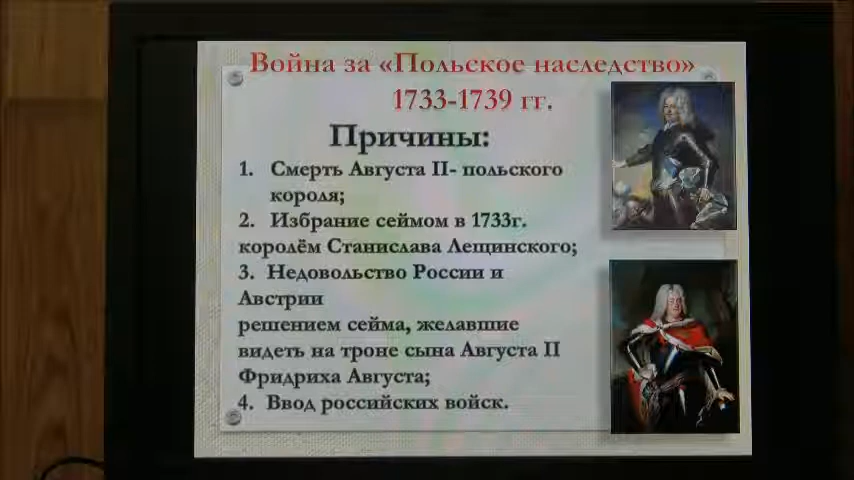 Война за «Польское наследство»
1733-1739 гг.
Причины:
1. Смерть Августа II- польского
короля;
2. Избрание сеймом в 1733г.
королём Станислава Лещинского;
3. Недовольство России и
Австрии
решением сейма, желавшие
видеть на троне сына Августа II
Фридриха Августа;
4. Ввод российских войск.